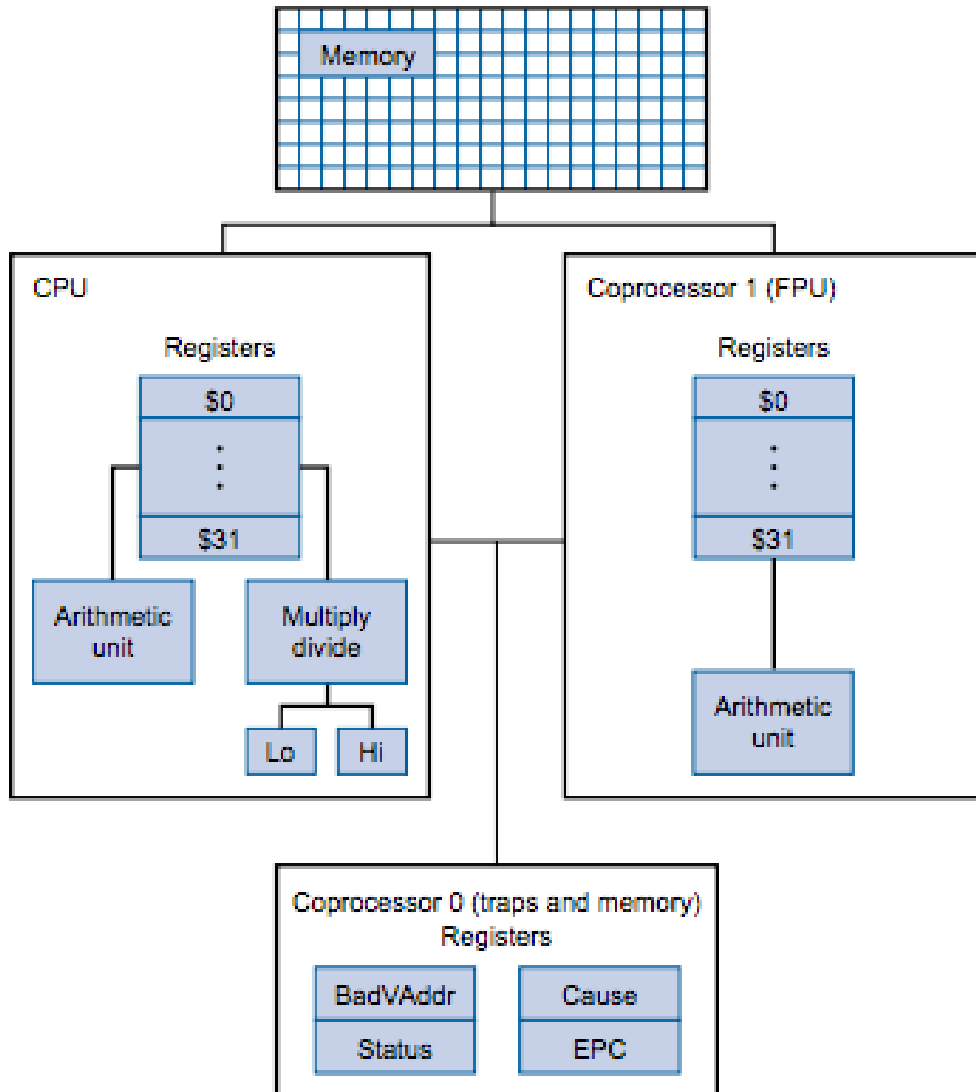 Memory
CPU
Registers
$0
$31
Arithmetic
unit
Multiply
divide
Lo
Hi
Coprocessor 1 (FPU)
Registers
$0
$31
Arithmetic
unit
Coprocessor 0 (traps and memory)
Registers
BadVAddr
Cause
Status
EPC